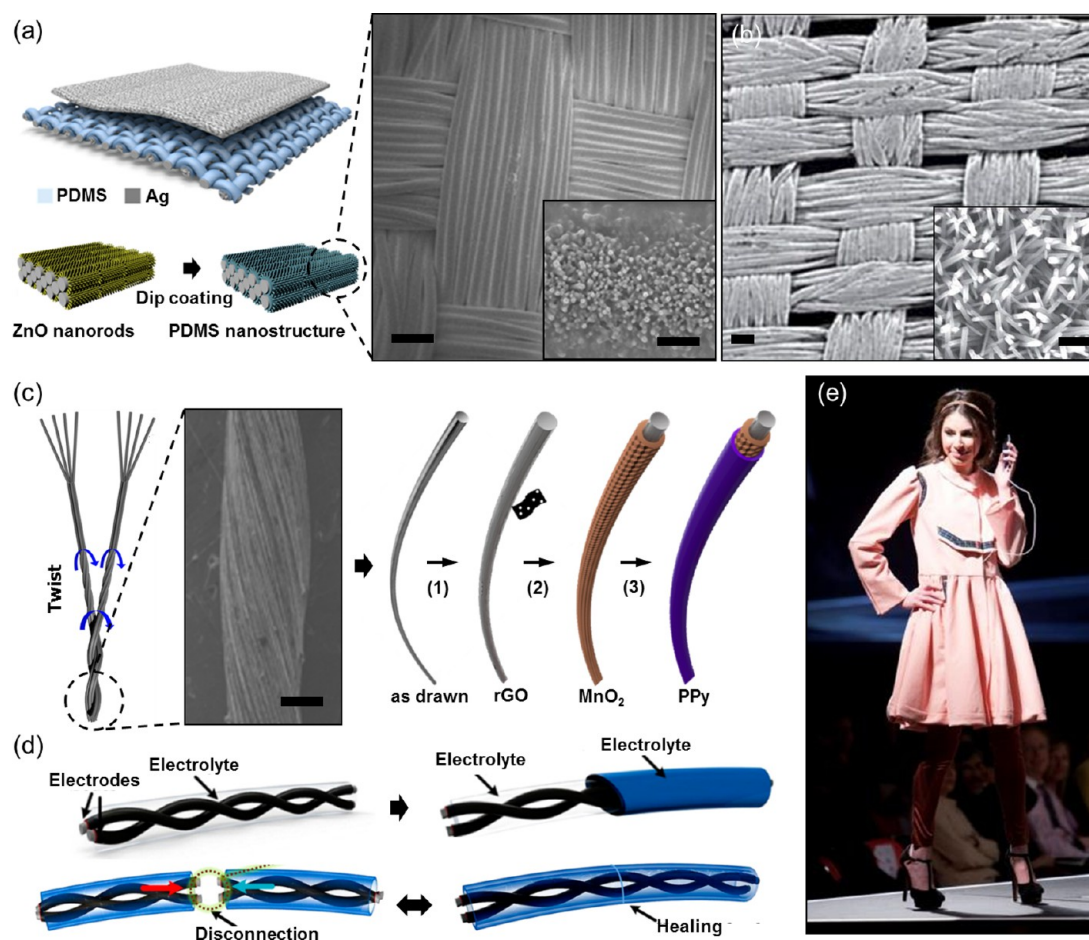 (a)
(b)
PDMS
Ag
Dip coating
ZnO nanorods
PDMS nanostructure
(c)
(e)
Twist
(1)
(2)
(3)
as drawn
rGO
MnO₂
PPy
(d)
Electrodes
Electrolyte
Electrolyte
Electrolyte
Disconnection
Healing